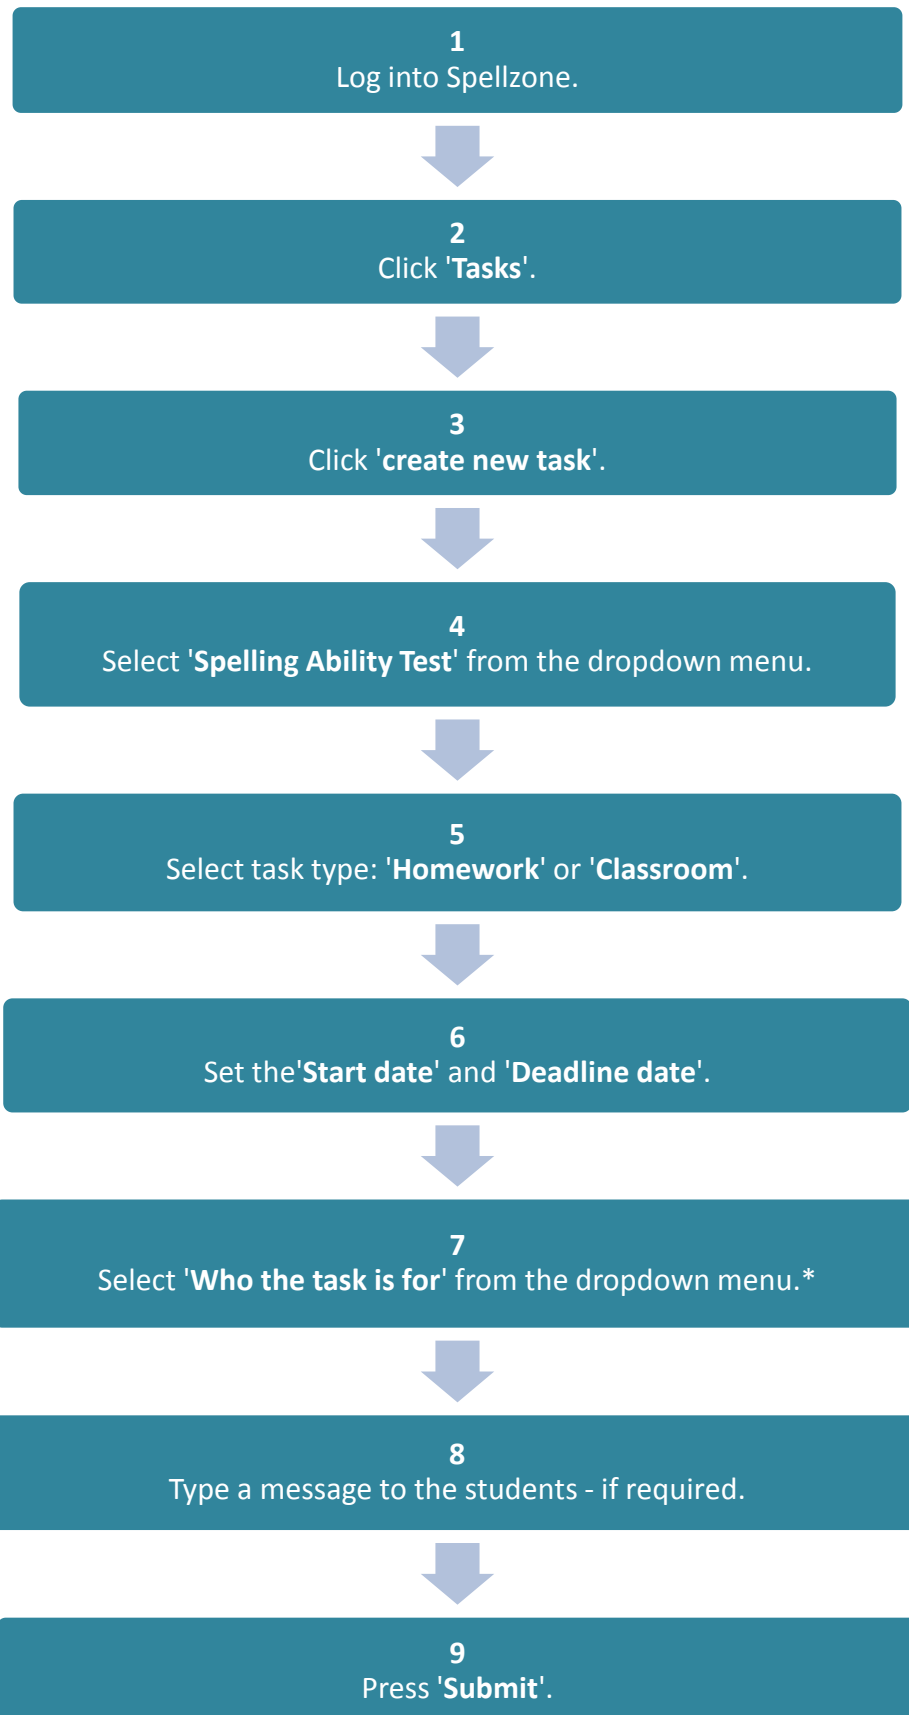 1
Log into Spellzone.
2
Click 'Tasks'.
3
Click 'create new task'.
4
Select 'Spelling Ability Test' from the dropdown menu.
5
Select task type: 'Homework' or 'Classroom'.
6
Set the'Start date' and 'Deadline date'.
7
Select 'Who the task is for' from the dropdown menu.*
8
Type a message to the students - if required.
9
Press 'Submit'.